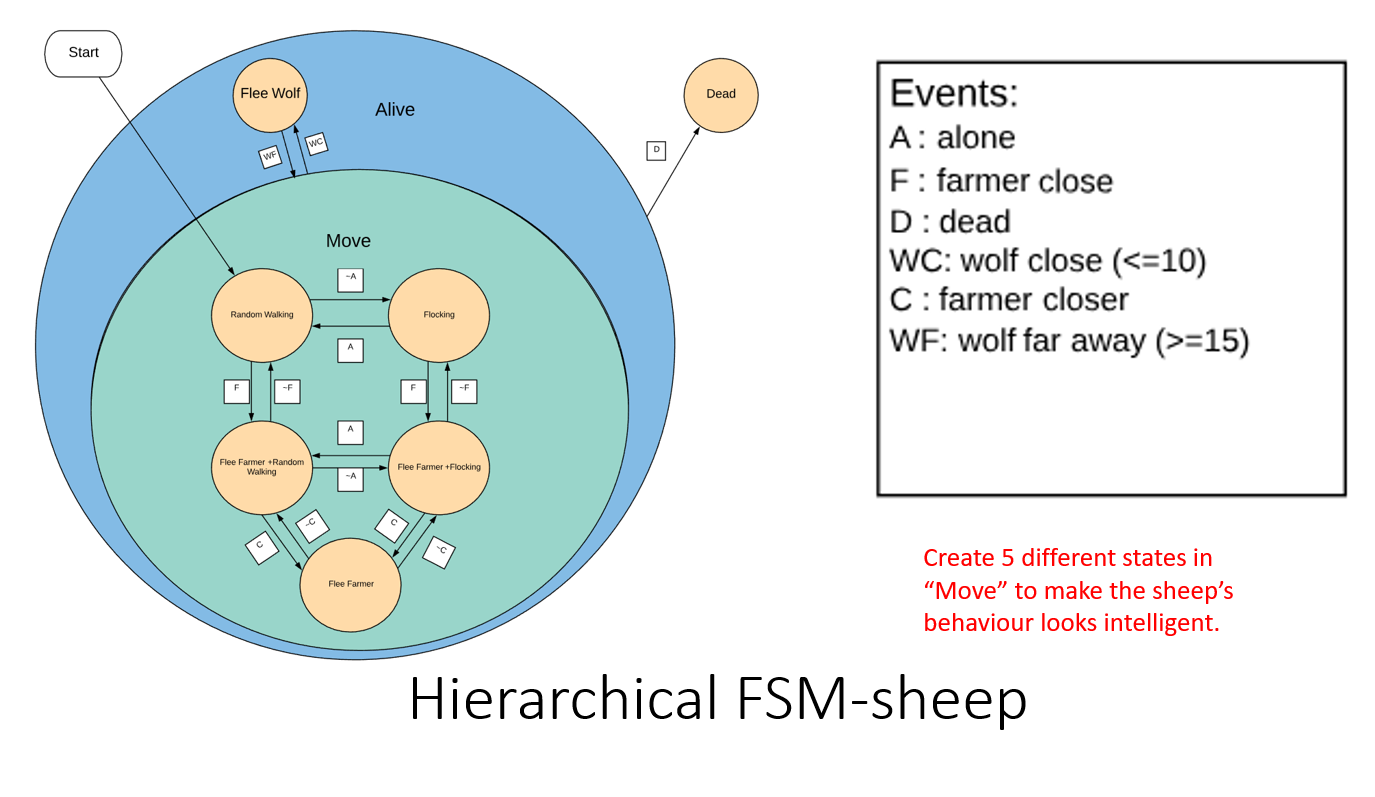 Start
Flee Wolf
Alive
Dead
WF
WC
D
Move
~A
Random Walking
Flocking
A
F
~F
F
~F
A
Flee Farmer +Random
Walking
Flee Farmer +Flocking
~A
C
~C
C
~C
Flee Farmer
Events:
A : alone
F : farmer close
D : dead
WC: wolf close (<=10)
C : farmer closer
WF: wolf far away (>=15)
Create 5 different states in
“Move” to make the sheep’s
behaviour looks intelligent.
Hierarchical FSM-sheep